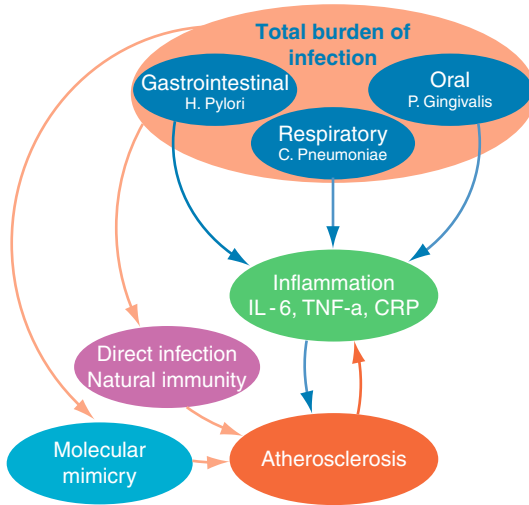 Total burden of
infection
Gastrointestinal
H. Pylori
Oral
P. Gingivalis
Respiratory
C. Pneumoniae
Inflammation
IL-6, TNF-a, CRP
Direct infection
Natural immunity
Molecular
mimicry
Atherosclerosis